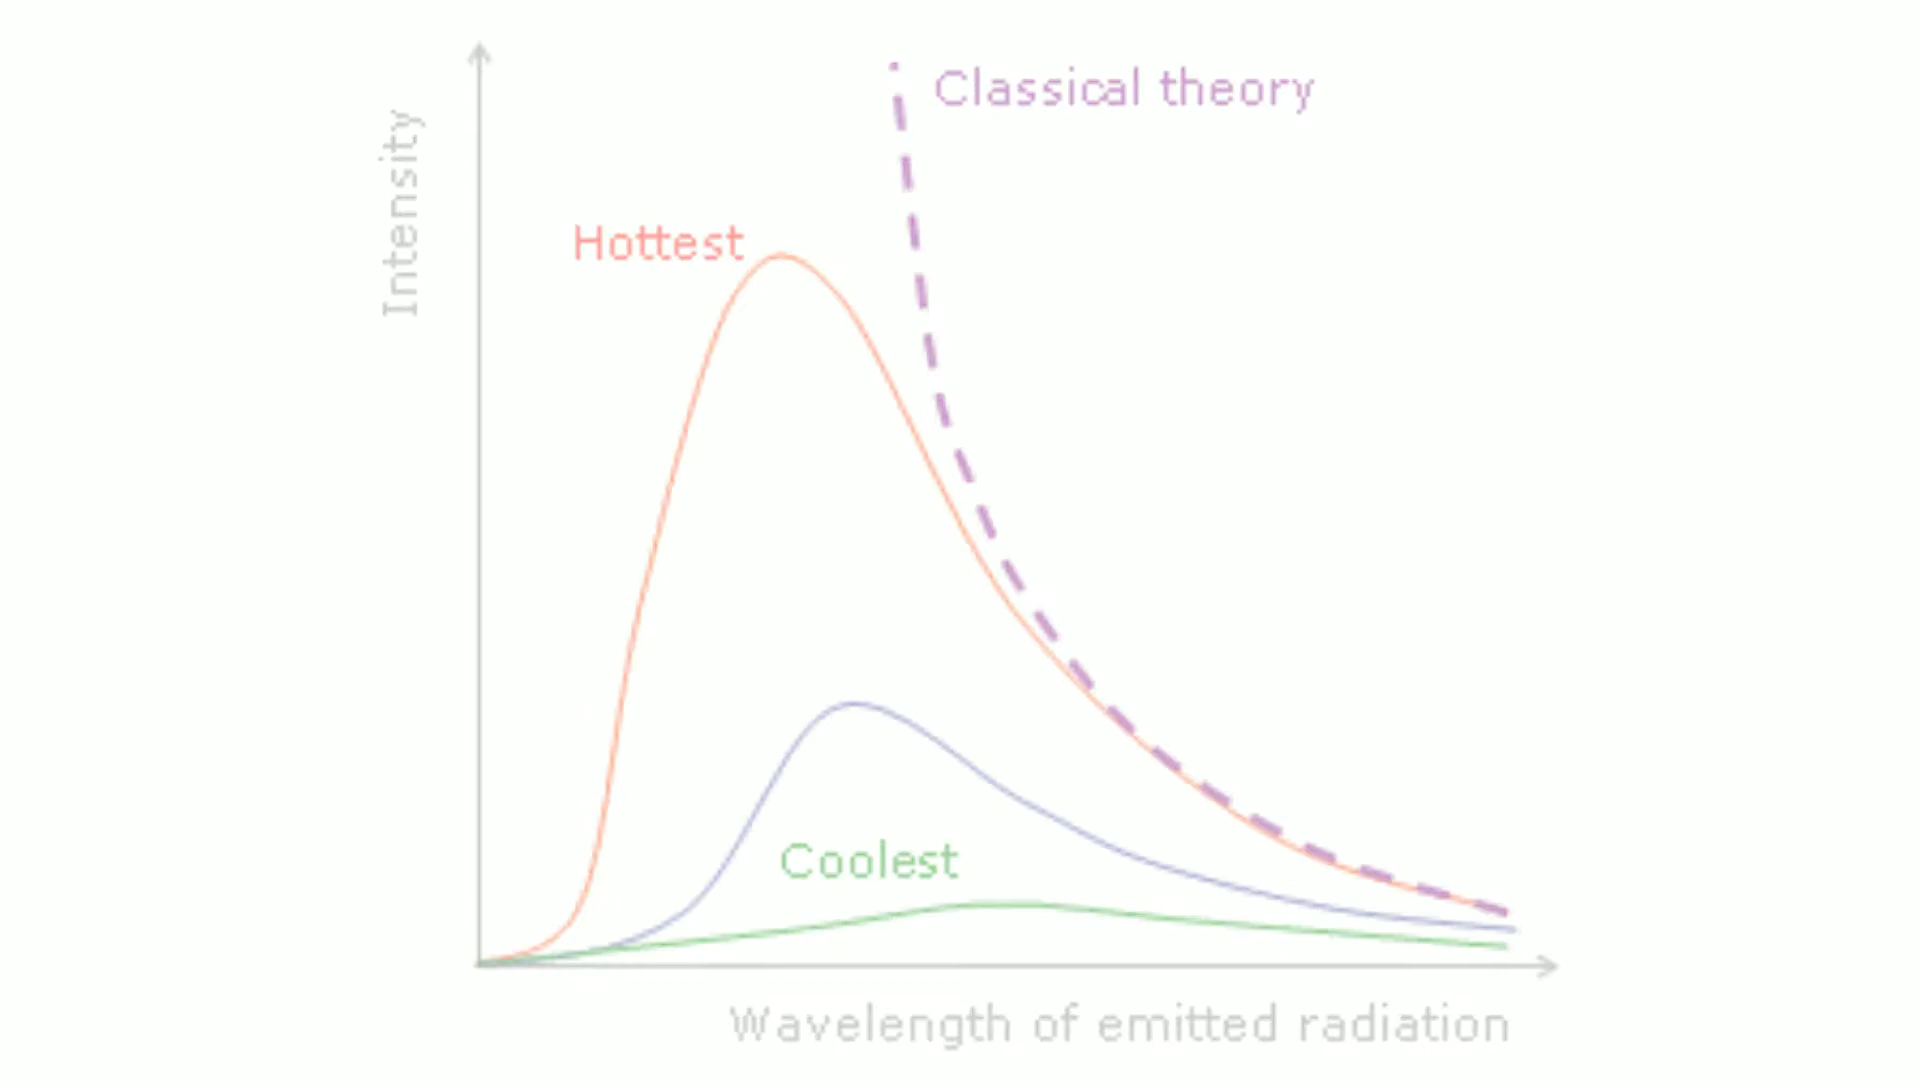 Classical theory
Intensity
Hottest
Coolest
Wavelength of emitted radiation